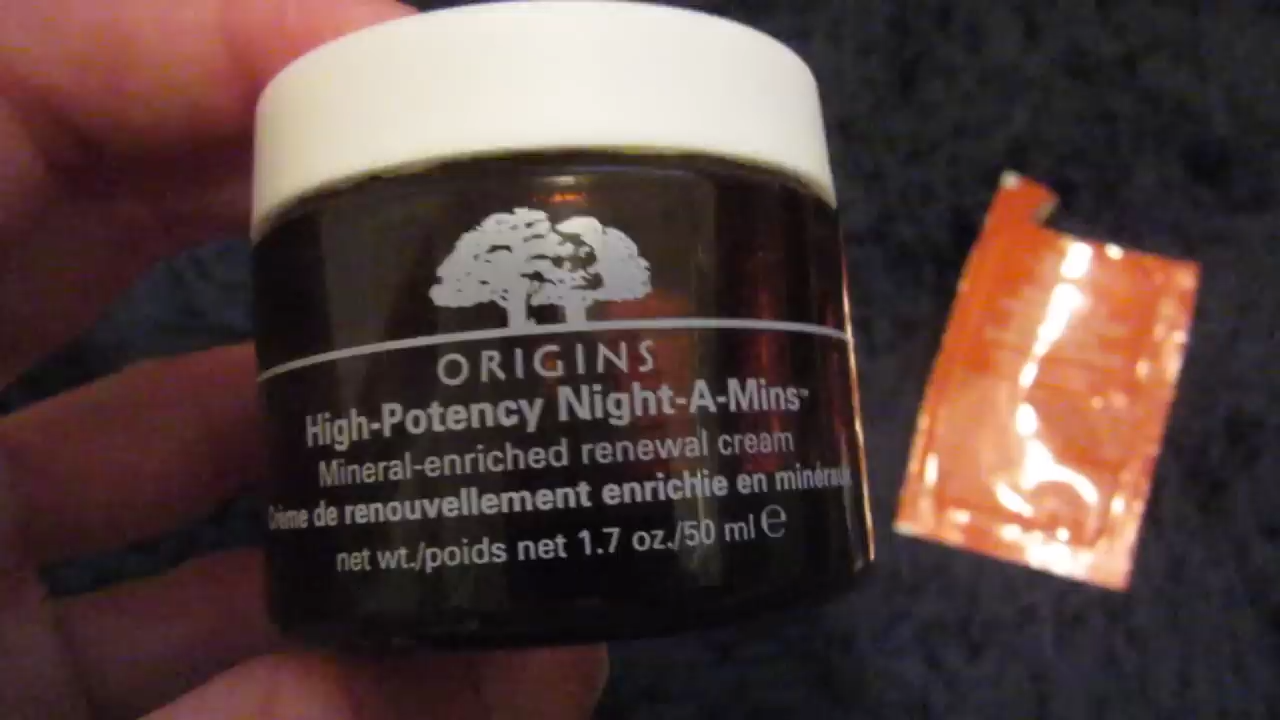 ORIGINS
High-Potency Night-A-Mins™
Mineral-enriched renewal cream
Crème de renouvellement enrichie en minéraux
net wt./poids net 1.7 oz./50 ml ℮